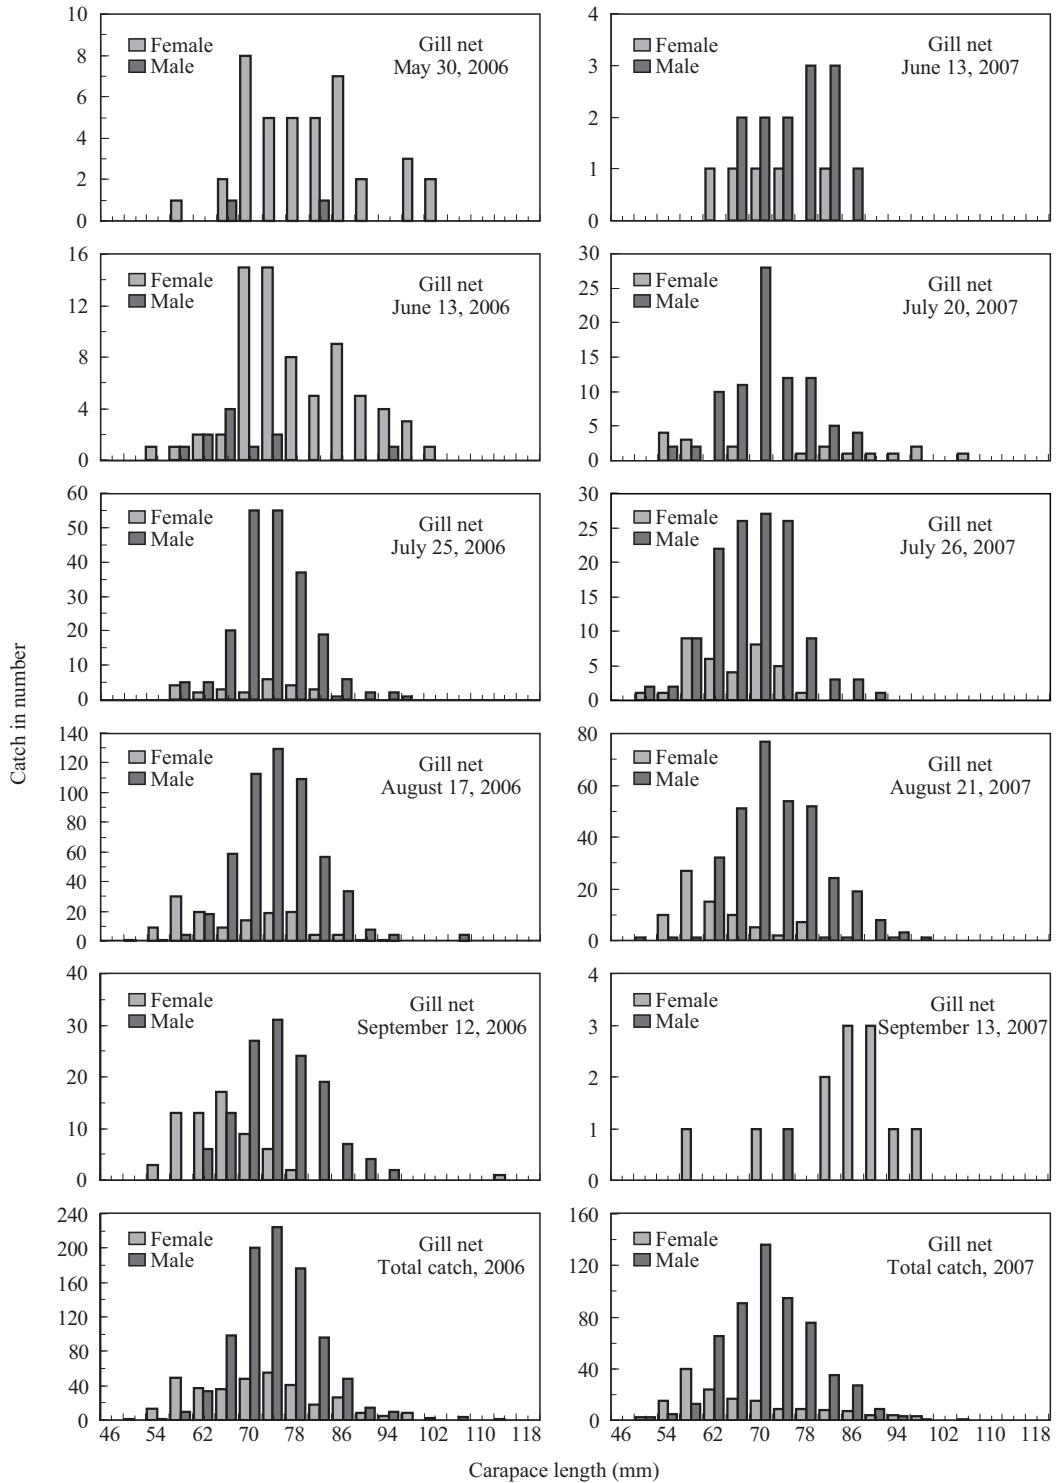 10
8
6
4
2
0
Female
Male
Gill net
May 30, 2006
4
3
2
1
0
Female
Male
Gill net
June 13, 2007
16
12
8
4
0
Female
Male
Gill net
June 13, 2006
30
25
20
15
10
5
0
Female
Male
Gill net
July 20, 2007
60
50
40
30
20
10
0
Female
Male
Gill net
July 25, 2006
30
25
20
15
10
5
0
Female
Male
Gill net
July 26, 2007
Catch in number
140
120
100
80
60
40
20
0
Female
Male
Gill net
August 17, 2006
80
60
40
20
0
Female
Male
Gill net
August 21, 2007
40
30
20
10
0
Female
Male
Gill net
September 12, 2006
4
3
2
1
0
Female
Male
Gill net
September 13, 2007
240
200
160
120
80
40
0
Female
Male
Gill net
Total catch, 2006
46 54 62 70 78 86 94 102 110 118
160
120
80
40
0
Female
Male
Gill net
Total catch, 2007
46 54 62 70 78 86 94 102 110 118
Carapace length (mm)